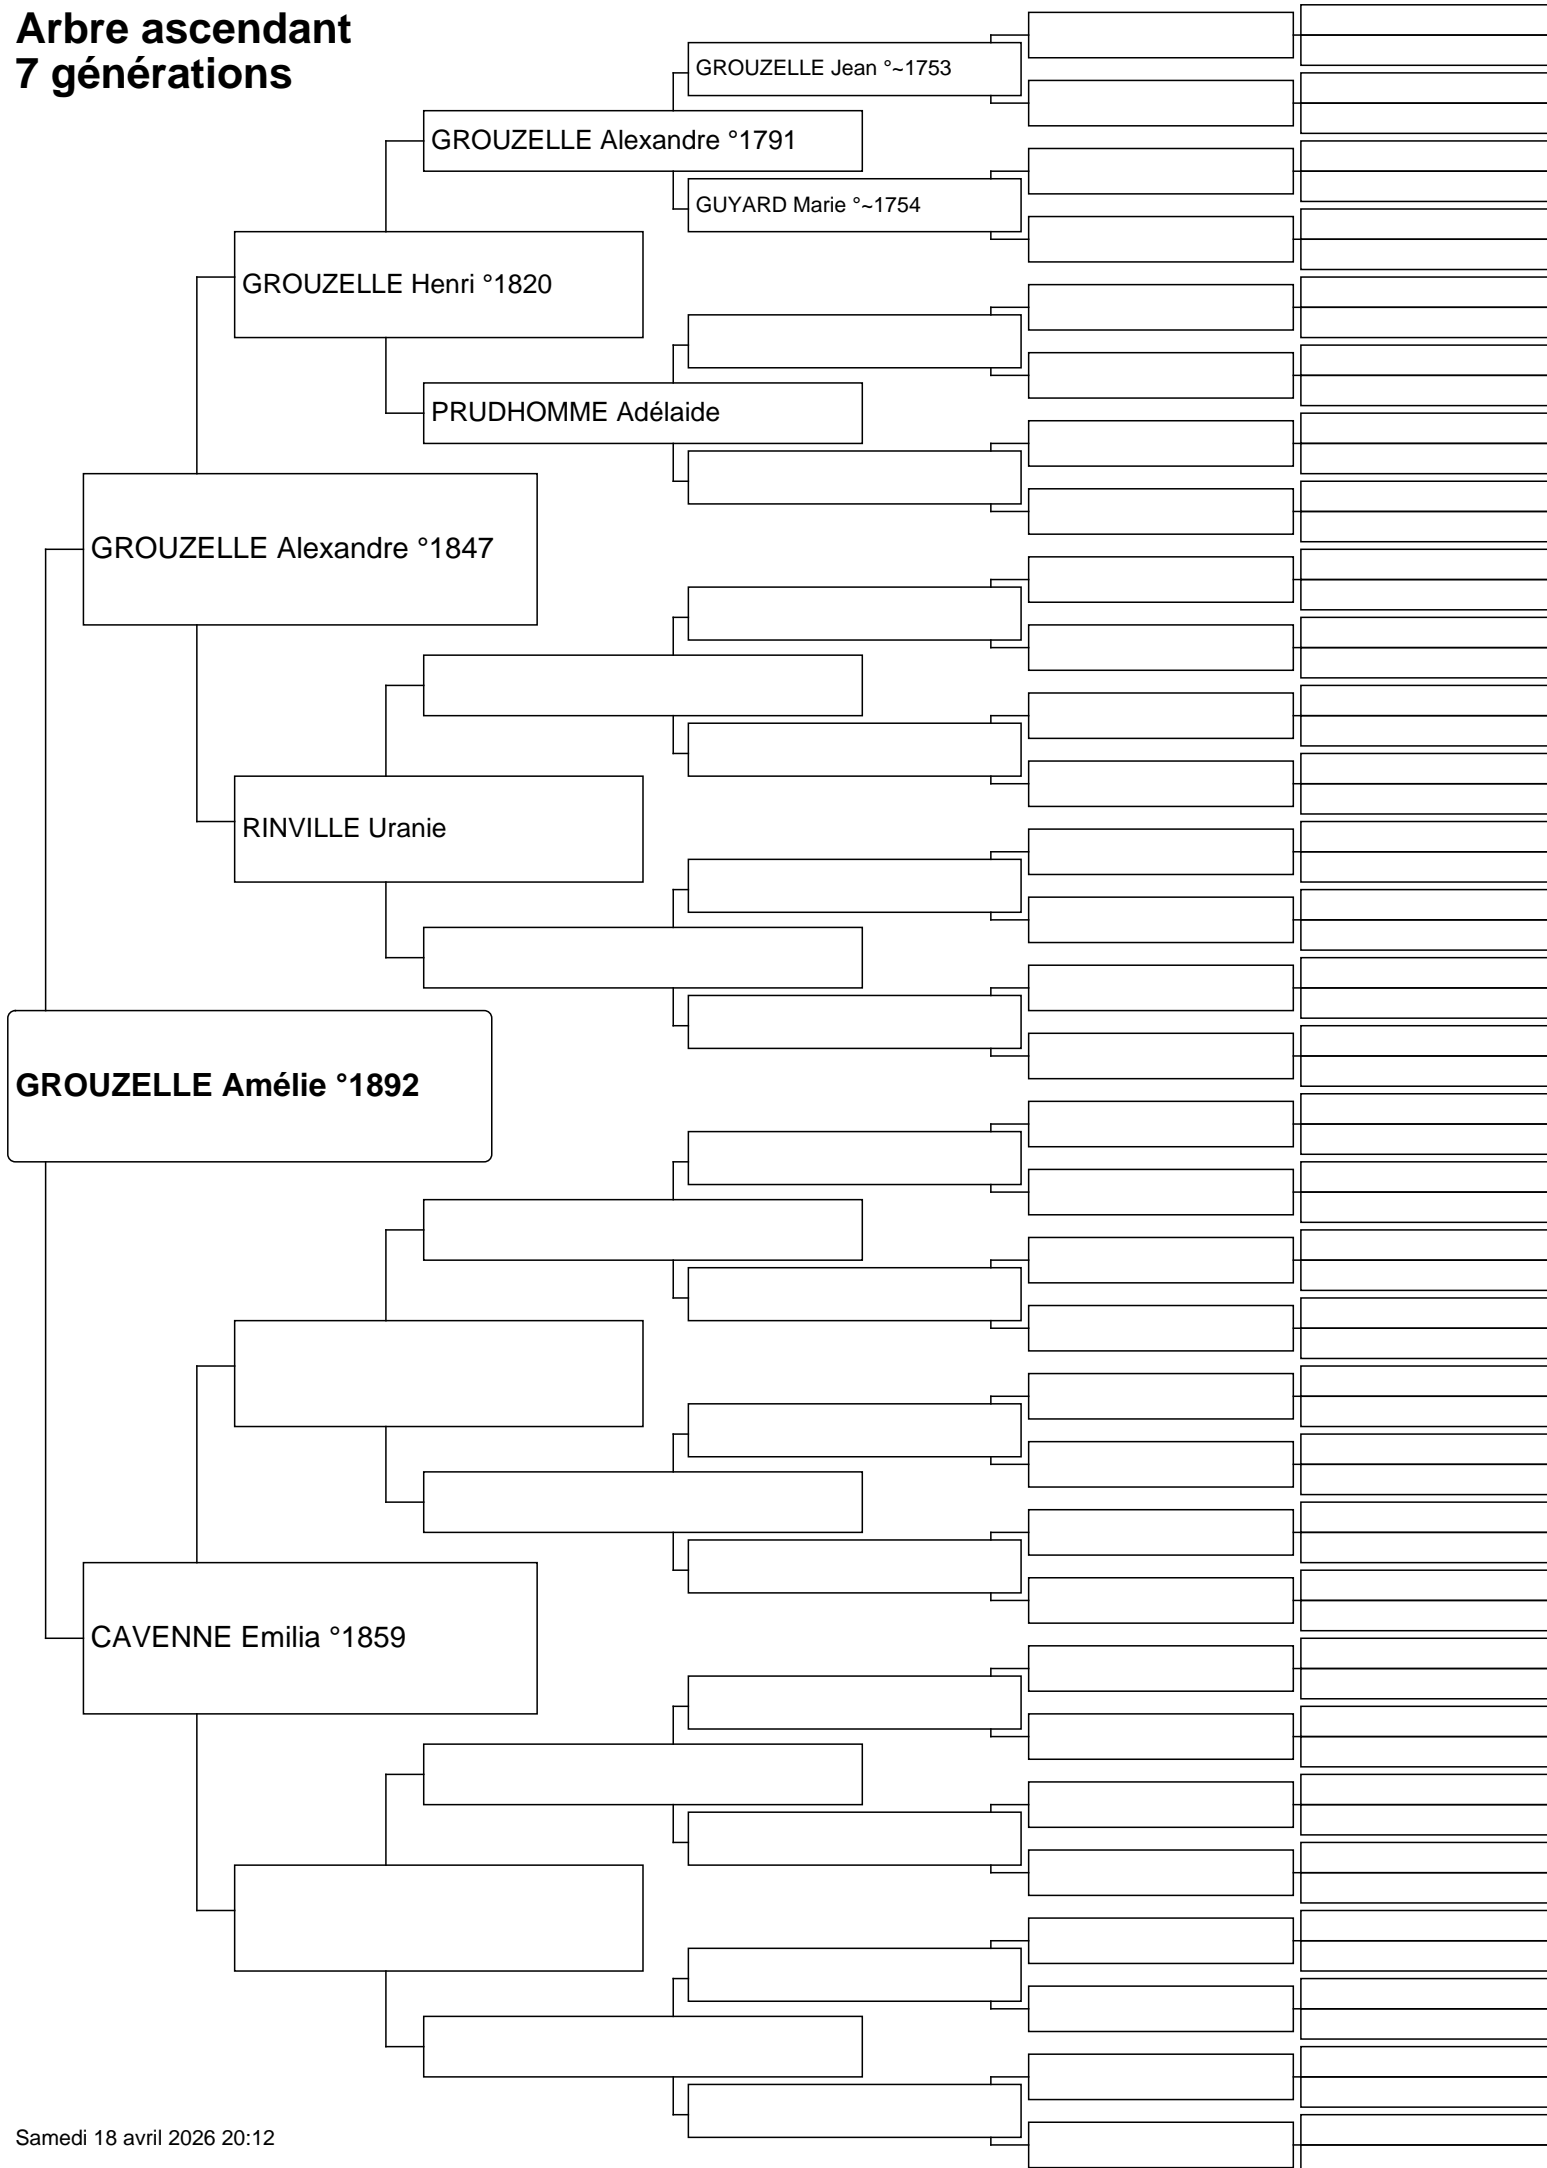 Arbre ascendant
7 générations
GROUZELLE Jean °~1753
GROUZELLE Alexandre °1791
GUYARD Marie °~1754
GROUZELLE Henri °1820
PRUDHOMME Adélaide
GROUZELLE Alexandre °1847
RINVILLE Uranie
GROUZELLE Amélie °1892
CAVENNE Emilia °1859
Samedi 18 avril 2026 20:12